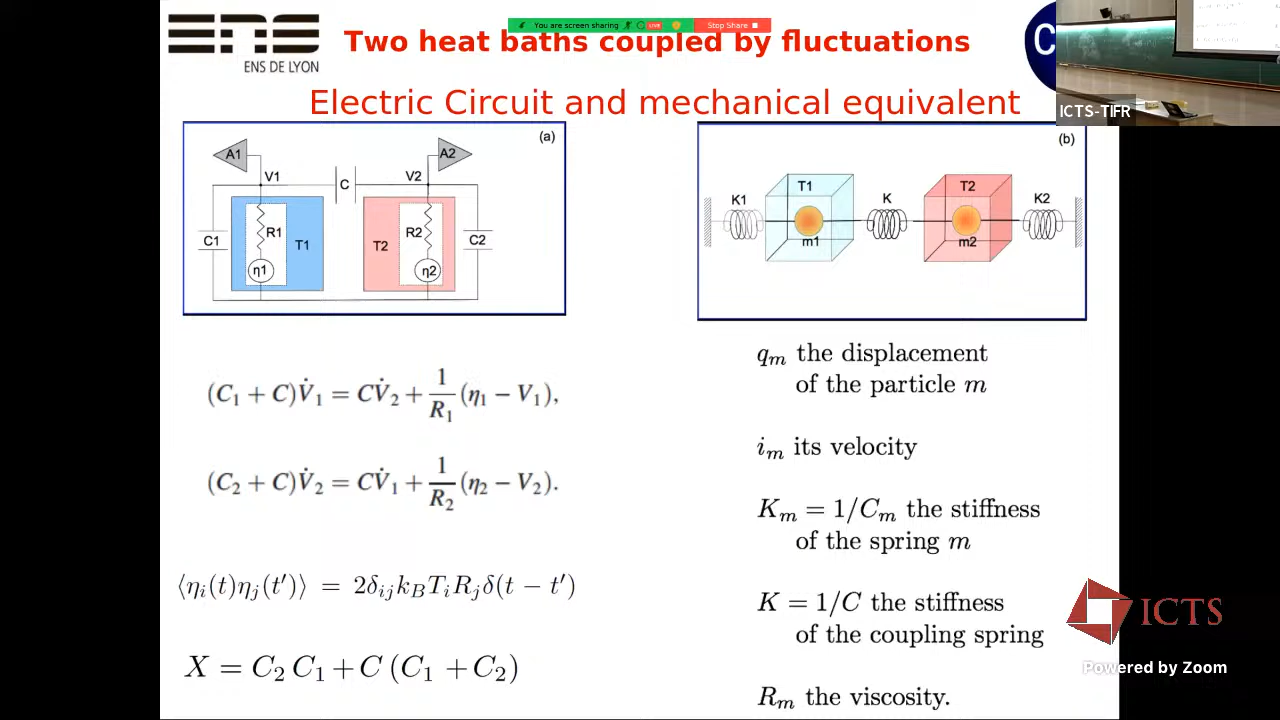 You are screen sharing
LIVE
Stop Share
ENS DE LYON
Two heat baths coupled by fluctuations
C
Electric Circuit and mechanical equivalent
ICTS-TIFR
(a)
A1
A2
V1
C
V2
C1
R1
T1
T2
R2
C2
η1
η2
(b)
T1
T2
K1
K
K2
m1
m2
(C₁ + C)V̇₁ = CV̇₂ + 1/R₁ (η₁ − V₁),
(C₂ + C)V̇₂ = CV̇₁ + 1/R₂ (η₂ − V₂).
⟨ηᵢ(t)ηⱼ(t′)⟩ = 2δᵢⱼk_BTᵢRⱼδ(t − t′)
X = C₂ C₁ + C (C₁ + C₂)
qₘ the displacement
of the particle m
iₘ its velocity
Kₘ = 1/Cₘ the stiffness
of the spring m
K = 1/C the stiffness
of the coupling spring
Rₘ the viscosity.
ICTS
Powered by Zoom